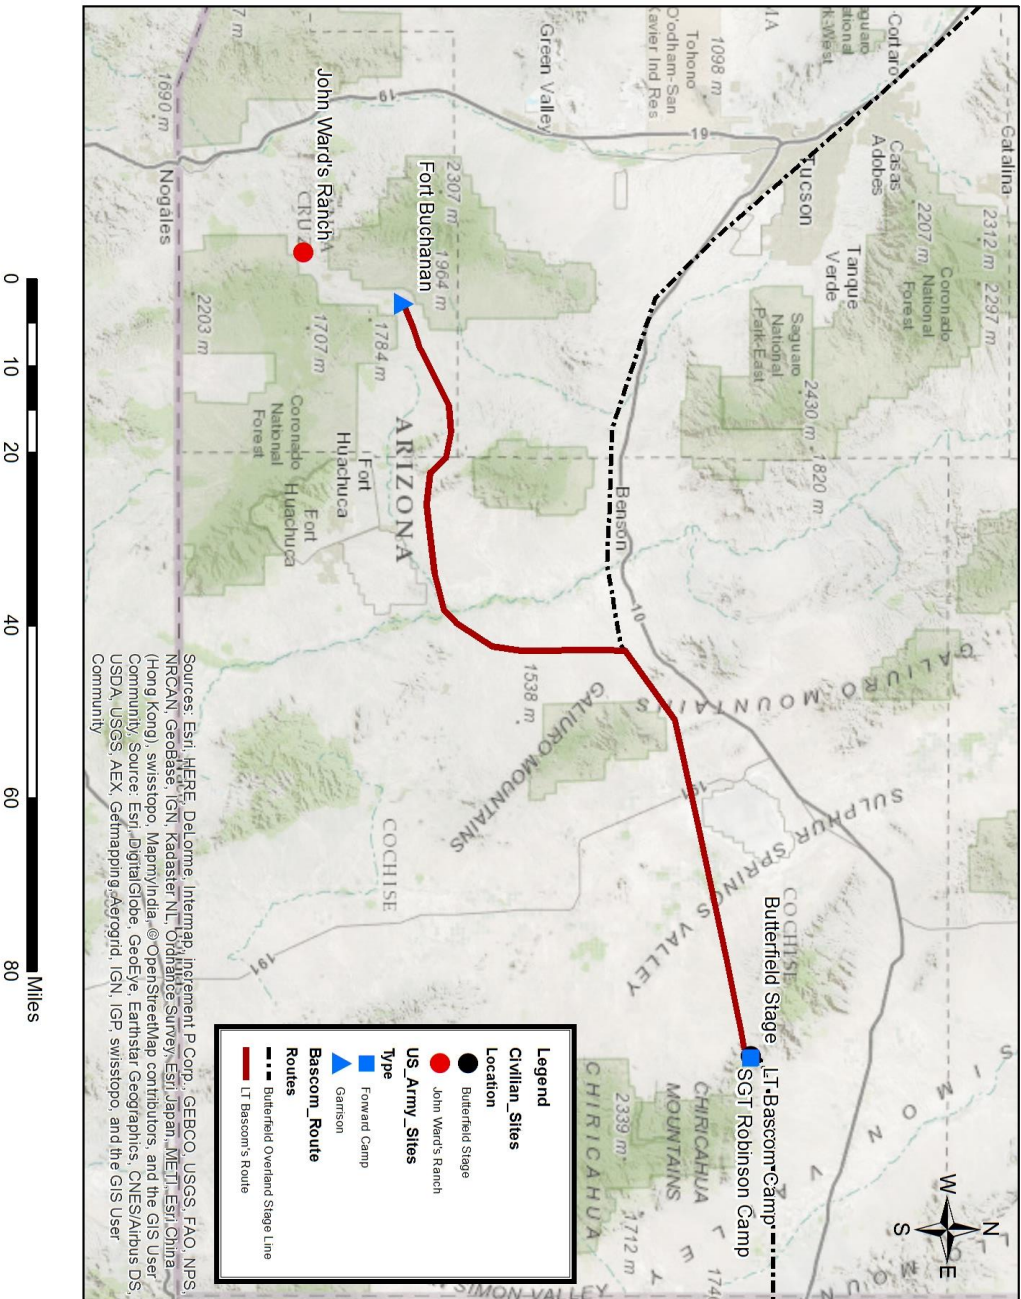 Catalina
Cortaro
Casas
Adobes
Tucson
Tanque
Verde
2312 m
2297 m
2207 m
Coronado
National
Forest
Saguaro
National
Park-East
2430 m
1820 m
1098 m
Tohono
O'odham-San
Xavier Ind Res
Green Valley
19
19
John Ward's Ranch
1690 m
Nogales
Fort Buchanan
2307 m
1964 m
2203 m
1707 m
1784 m
ARIZONA
Coronado
National
Forest
Fort
Huachuca
Fort
Huachuca
Benson
10
GALIURO MOUNTAINS
GALIURO MOUNTAINS
1538 m
191
191
SULPHUR SPRINGS VALLEY
COCHISE
COCHISE
Butterfield Stage
LT Bascom Camp
SGT Robinson Camp
CHIRICAHUA
MOUNTAINS
CHIRICAHUA
2339 m
1712 m
SIMON VALLEY
N
W
E
S
Legend
Civilian_Sites
Location
Butterfield Stage
John Ward's Ranch
US_Army_Sites
Type
Forward Camp
Garrison
Bascom_Route
Routes
Butterfield Overland Stage Line
LT Bascom's Route
Sources: Esri, HERE, DeLorme, Intermap, increment P Corp., GEBCO, USGS, FAO, NPS,
NRCAN, GeoBase, IGN, Kadaster NL, Ordnance Survey, Esri Japan, METI, Esri China
(Hong Kong), swisstopo, MapmyIndia, © OpenStreetMap contributors, and the GIS User
Community, Source: Esri, DigitalGlobe, GeoEye, Earthstar Geographics, CNES/Airbus DS,
USDA, USGS, AEX, Getmapping, Aerogrid, IGN, IGP, swisstopo, and the GIS User
Community
0 10 20 40 60 80
Miles